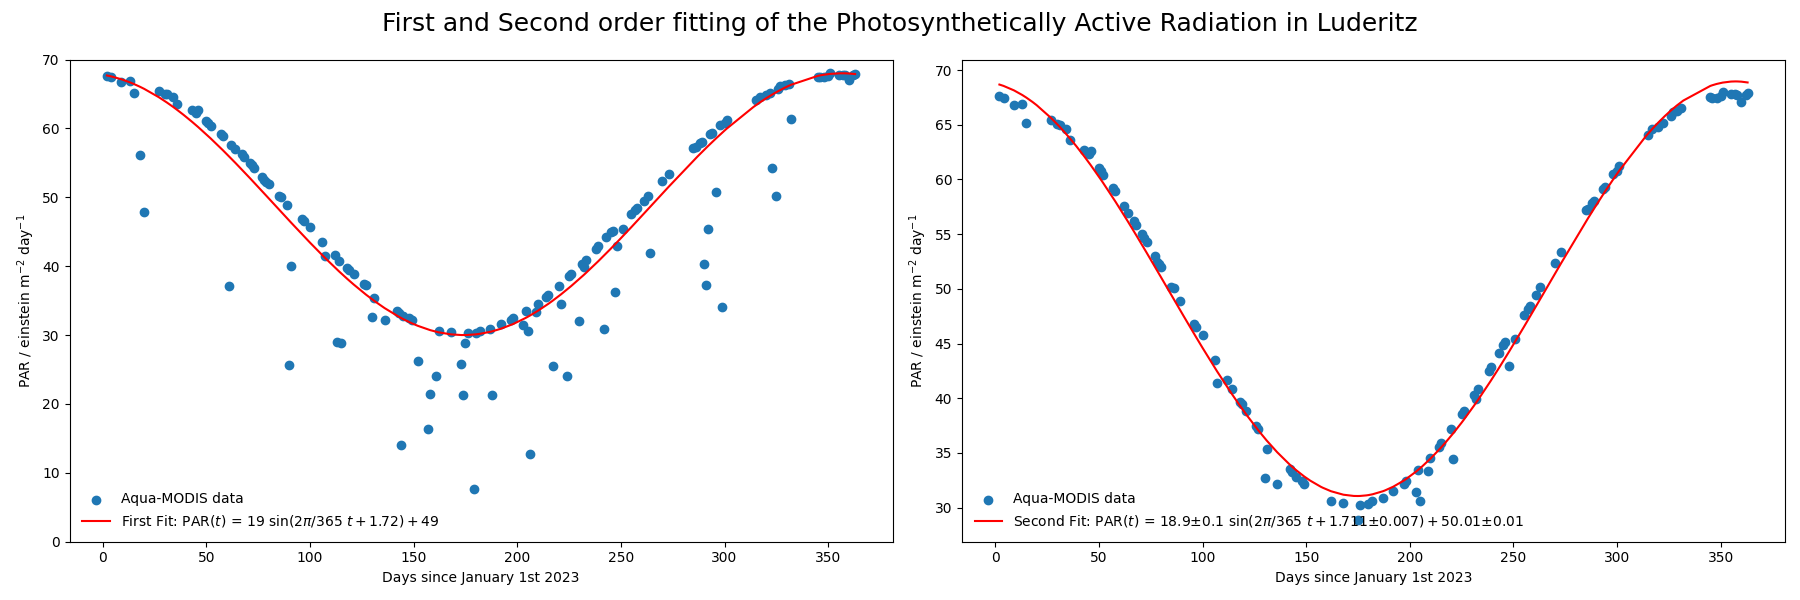 First and Second order fitting of the Photosynthetically Active Radiation in Luderitz
PAR / einstein m⁻² day⁻¹
70
60
50
40
30
20
10
0
Aqua-MODIS data
First Fit: PAR(t) = 19 sin(2π/365 t + 1.72) + 49
0 50 100 150 200 250 300 350
Days since January 1st 2023
PAR / einstein m⁻² day⁻¹
70
65
60
55
50
45
40
35
30
Aqua-MODIS data
Second Fit: PAR(t) = 18.9±0.1 sin(2π/365 t + 1.711±0.007) + 50.01±0.01
0 50 100 150 200 250 300 350
Days since January 1st 2023